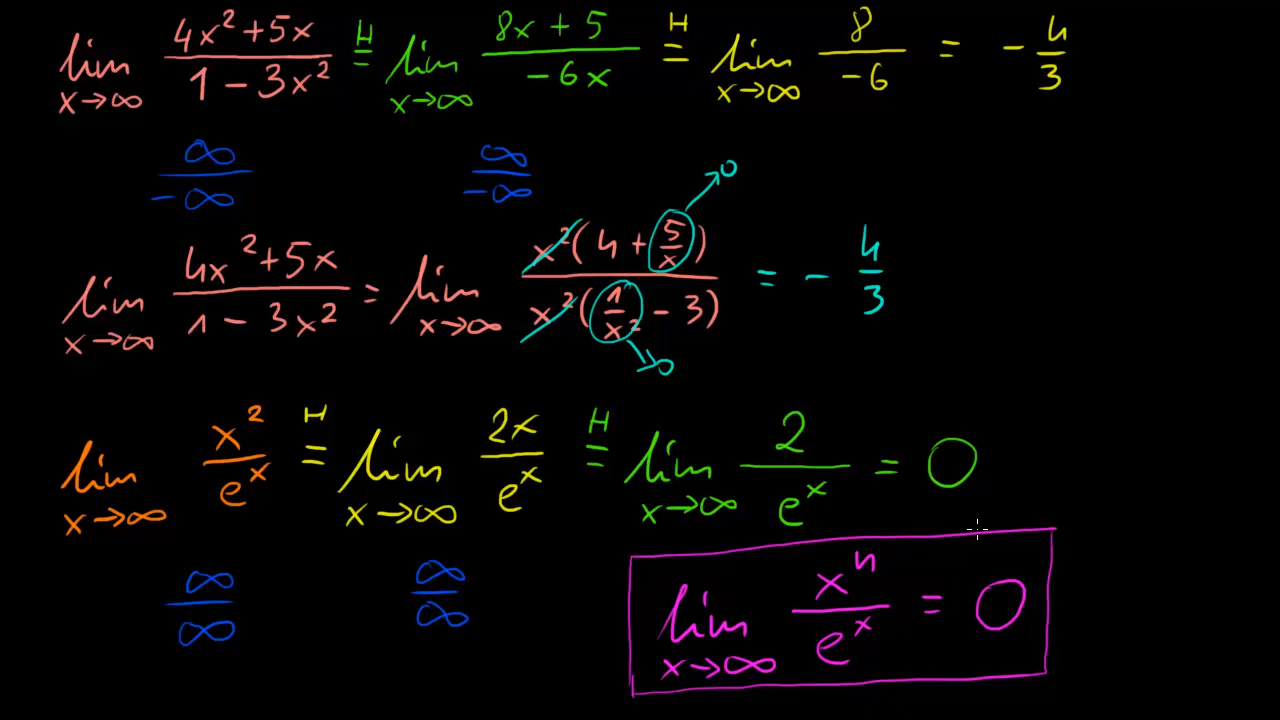 lim x→∞ (4x² + 5x)/(1 − 3x²) =ᴴ lim x→∞ (8x + 5)/(−6x) =ᴴ lim x→∞ 8/(−6) = −4/3
∞/−∞ ∞/−∞
lim x→∞ (4x² + 5x)/(1 − 3x²) = lim x→∞ x²(4 + 5/x)/x²(1/x² − 3) = −4/3
→0
→0
lim x→∞ x²/eˣ =ᴴ lim x→∞ 2x/eˣ =ᴴ lim x→∞ 2/eˣ = 0
∞/∞ ∞/∞
lim x→∞ xⁿ/eˣ = 0